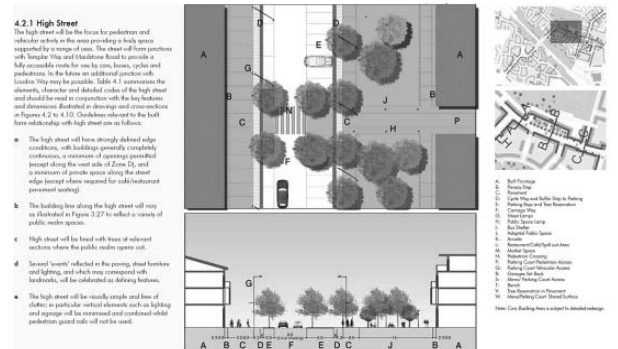 4.2.1 High Street
The high street will be the focus for pedestrian and
vehicular activity in the area providing a lively space
supported by a range of uses. The street will form junctions
with Templar Way and Maidstone Road to provide a
fully accessible route for use by cars, buses, cycles and
pedestrians. In the future an additional junction with
Loudon Way may be possible. Table 4.1 summarises the
elements, character and detailed codes of the high street
and should be read in conjunction with the key features
and dimensions illustrated in drawings and cross-sections
in Figures 4.2 to 4.10. Guidelines relevant to the built
form relationship with high street are as follows:
a The high street will have strongly defined edge
conditions, with buildings generally completely
continuous, a minimum of openings permitted
(except along the west side of Zone D), and
a minimum of private space along the street
edge (except where required for café/restaurant
pavement seating).
b The building line along the high street will vary
as illustrated in Figure 3.27 to reflect a variety of
public realm spaces.
c High street will be lined with trees at relevant
sections where the public realm opens out.
d Several 'events' reflected in the paving, street furniture
and lighting, and which may correspond with
landmarks, will be celebrated as defining features.
e The high street will be visually simple and free of
clutter; in particular vertical elements such as lighting
and signage will be minimised and combined whilst
pedestrian guard rails will not be used.
D D
E
A A
G
B J B
N
C C H P
F
G
A B C D E F E D C J B A
A: Built Frontage
B: Privacy Strip
C: Pavement
D: Cycle Way and Buffer Strip to Parking
E: Parking Bays and Tree Reservation
F: Carriage Way
G: Street Lamps
H: Public Space Lamp
I: Bus Shelter
J: Adopted Public Space
K: Arcade
L: Restaurant/Café/Spill out Area
M: Market Space
N: Pedestrian Crossing
P: Parking Court Pedestrian Access
Q: Parking Court Vehicular Access
R: Garages Set Back
S: Mews/ Parking Court Access
T: Bench
V: Tree Reservation in Pavement
W: Mews/Parking Court Shared Surface
Note: Core Building Area is subject to detailed redesign.